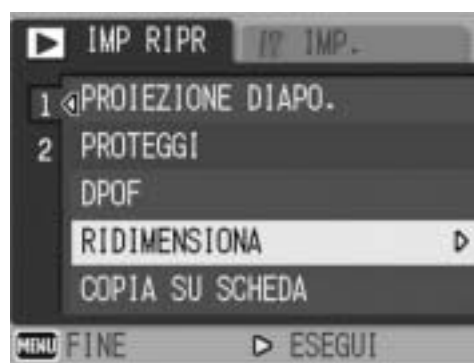 IMP RIPR IMP.
1 PROIEZIONE DIAPO.
2 PROTEGGI
DPOF
RIDIMENSIONA
COPIA SU SCHEDA
MENU FINE ESEGUI